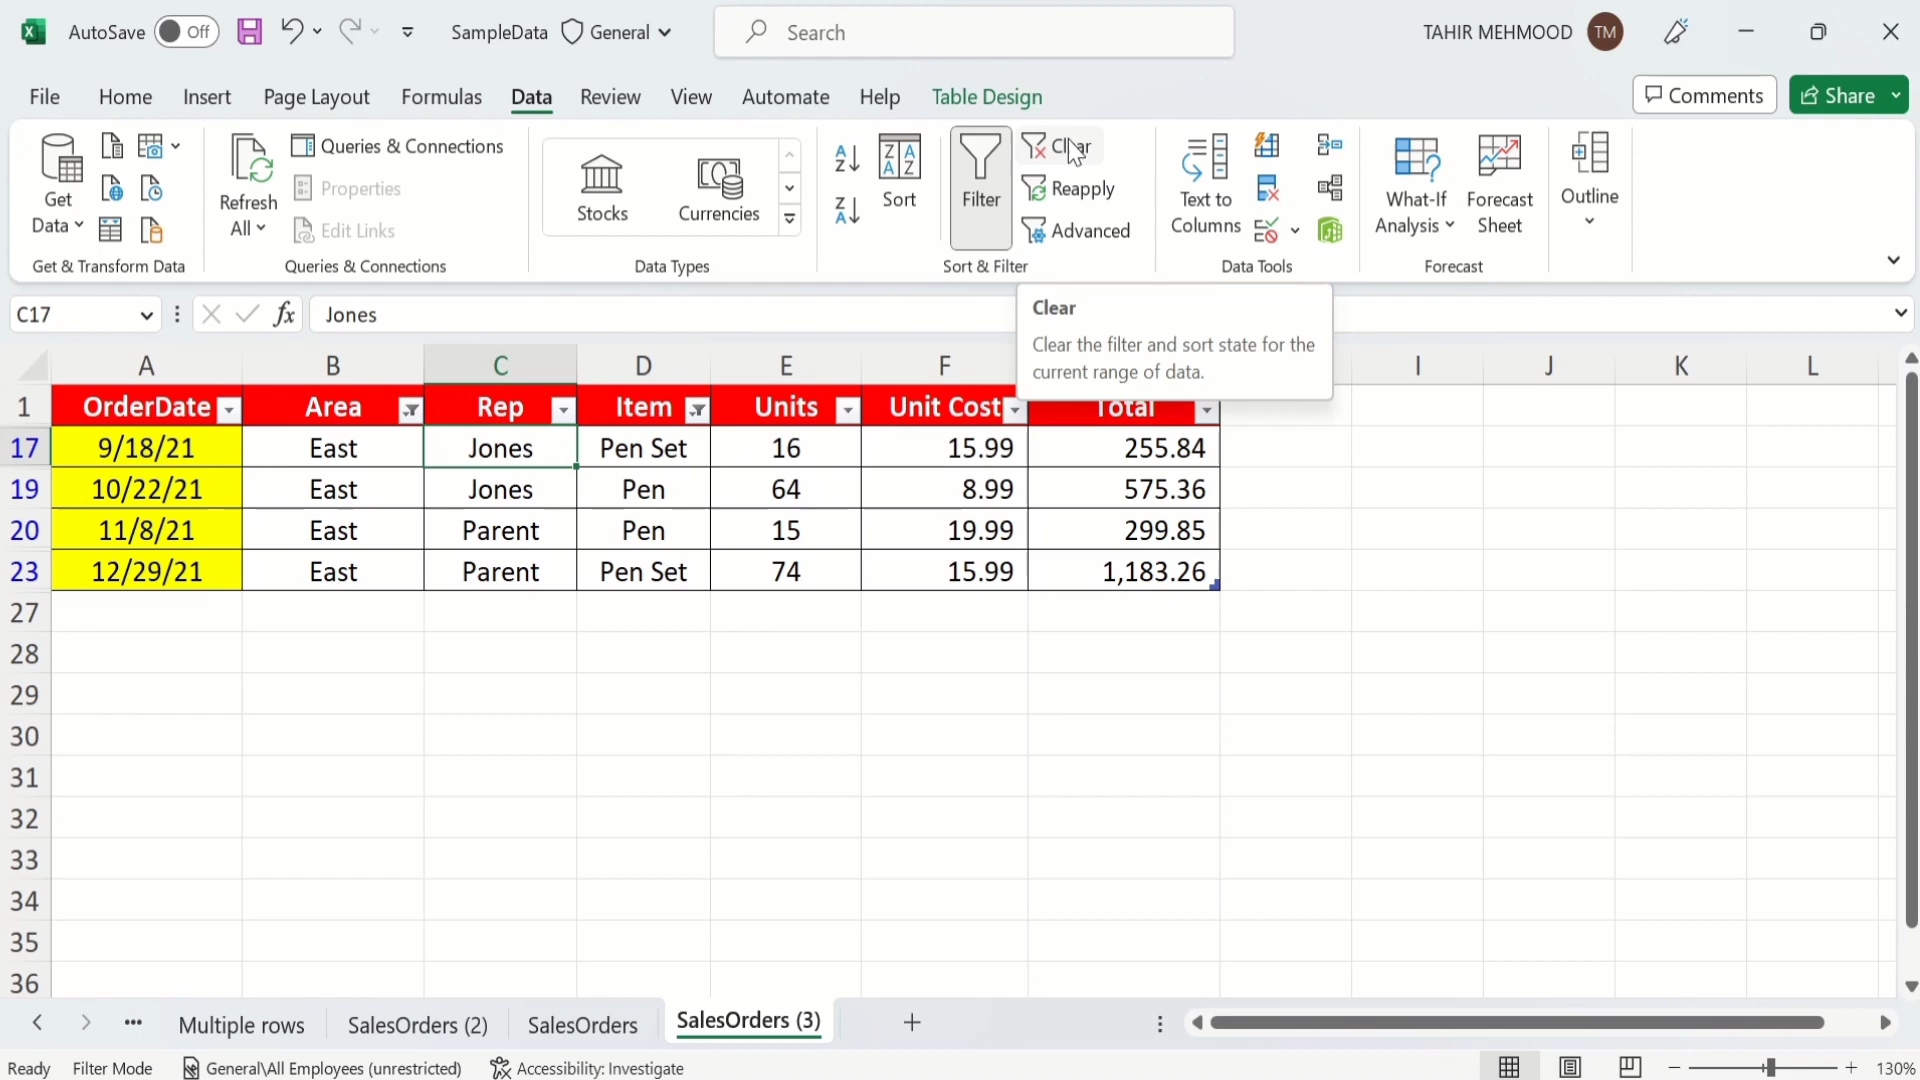 AutoSave Off SampleData General Search TAHIR MEHMOOD TM
File Home Insert Page Layout Formulas Data Review View Automate Help Table Design Comments Share
Get Data
Refresh All
Queries & Connections
Properties
Edit Links
Stocks
Currencies
Sort
Filter
Clear
Reapply
Advanced
Text to Columns
What-If Analysis
Forecast Sheet
Outline
Get & Transform Data Queries & Connections Data Types Sort & Filter Data Tools Forecast
C17 fx Jones
Clear
Clear the filter and sort state for the
current range of data.
A B C D E F I J K L
1 OrderDate Area Rep Item Units Unit Cost Total
17 9/18/21 East Jones Pen Set 16 15.99 255.84
19 10/22/21 East Jones Pen 64 8.99 575.36
20 11/8/21 East Parent Pen 15 19.99 299.85
23 12/29/21 East Parent Pen Set 74 15.99 1,183.26
27
28
29
30
31
32
33
34
35
36
Multiple rows SalesOrders (2) SalesOrders SalesOrders (3)
Ready Filter Mode General\All Employees (unrestricted) Accessibility: Investigate 130%